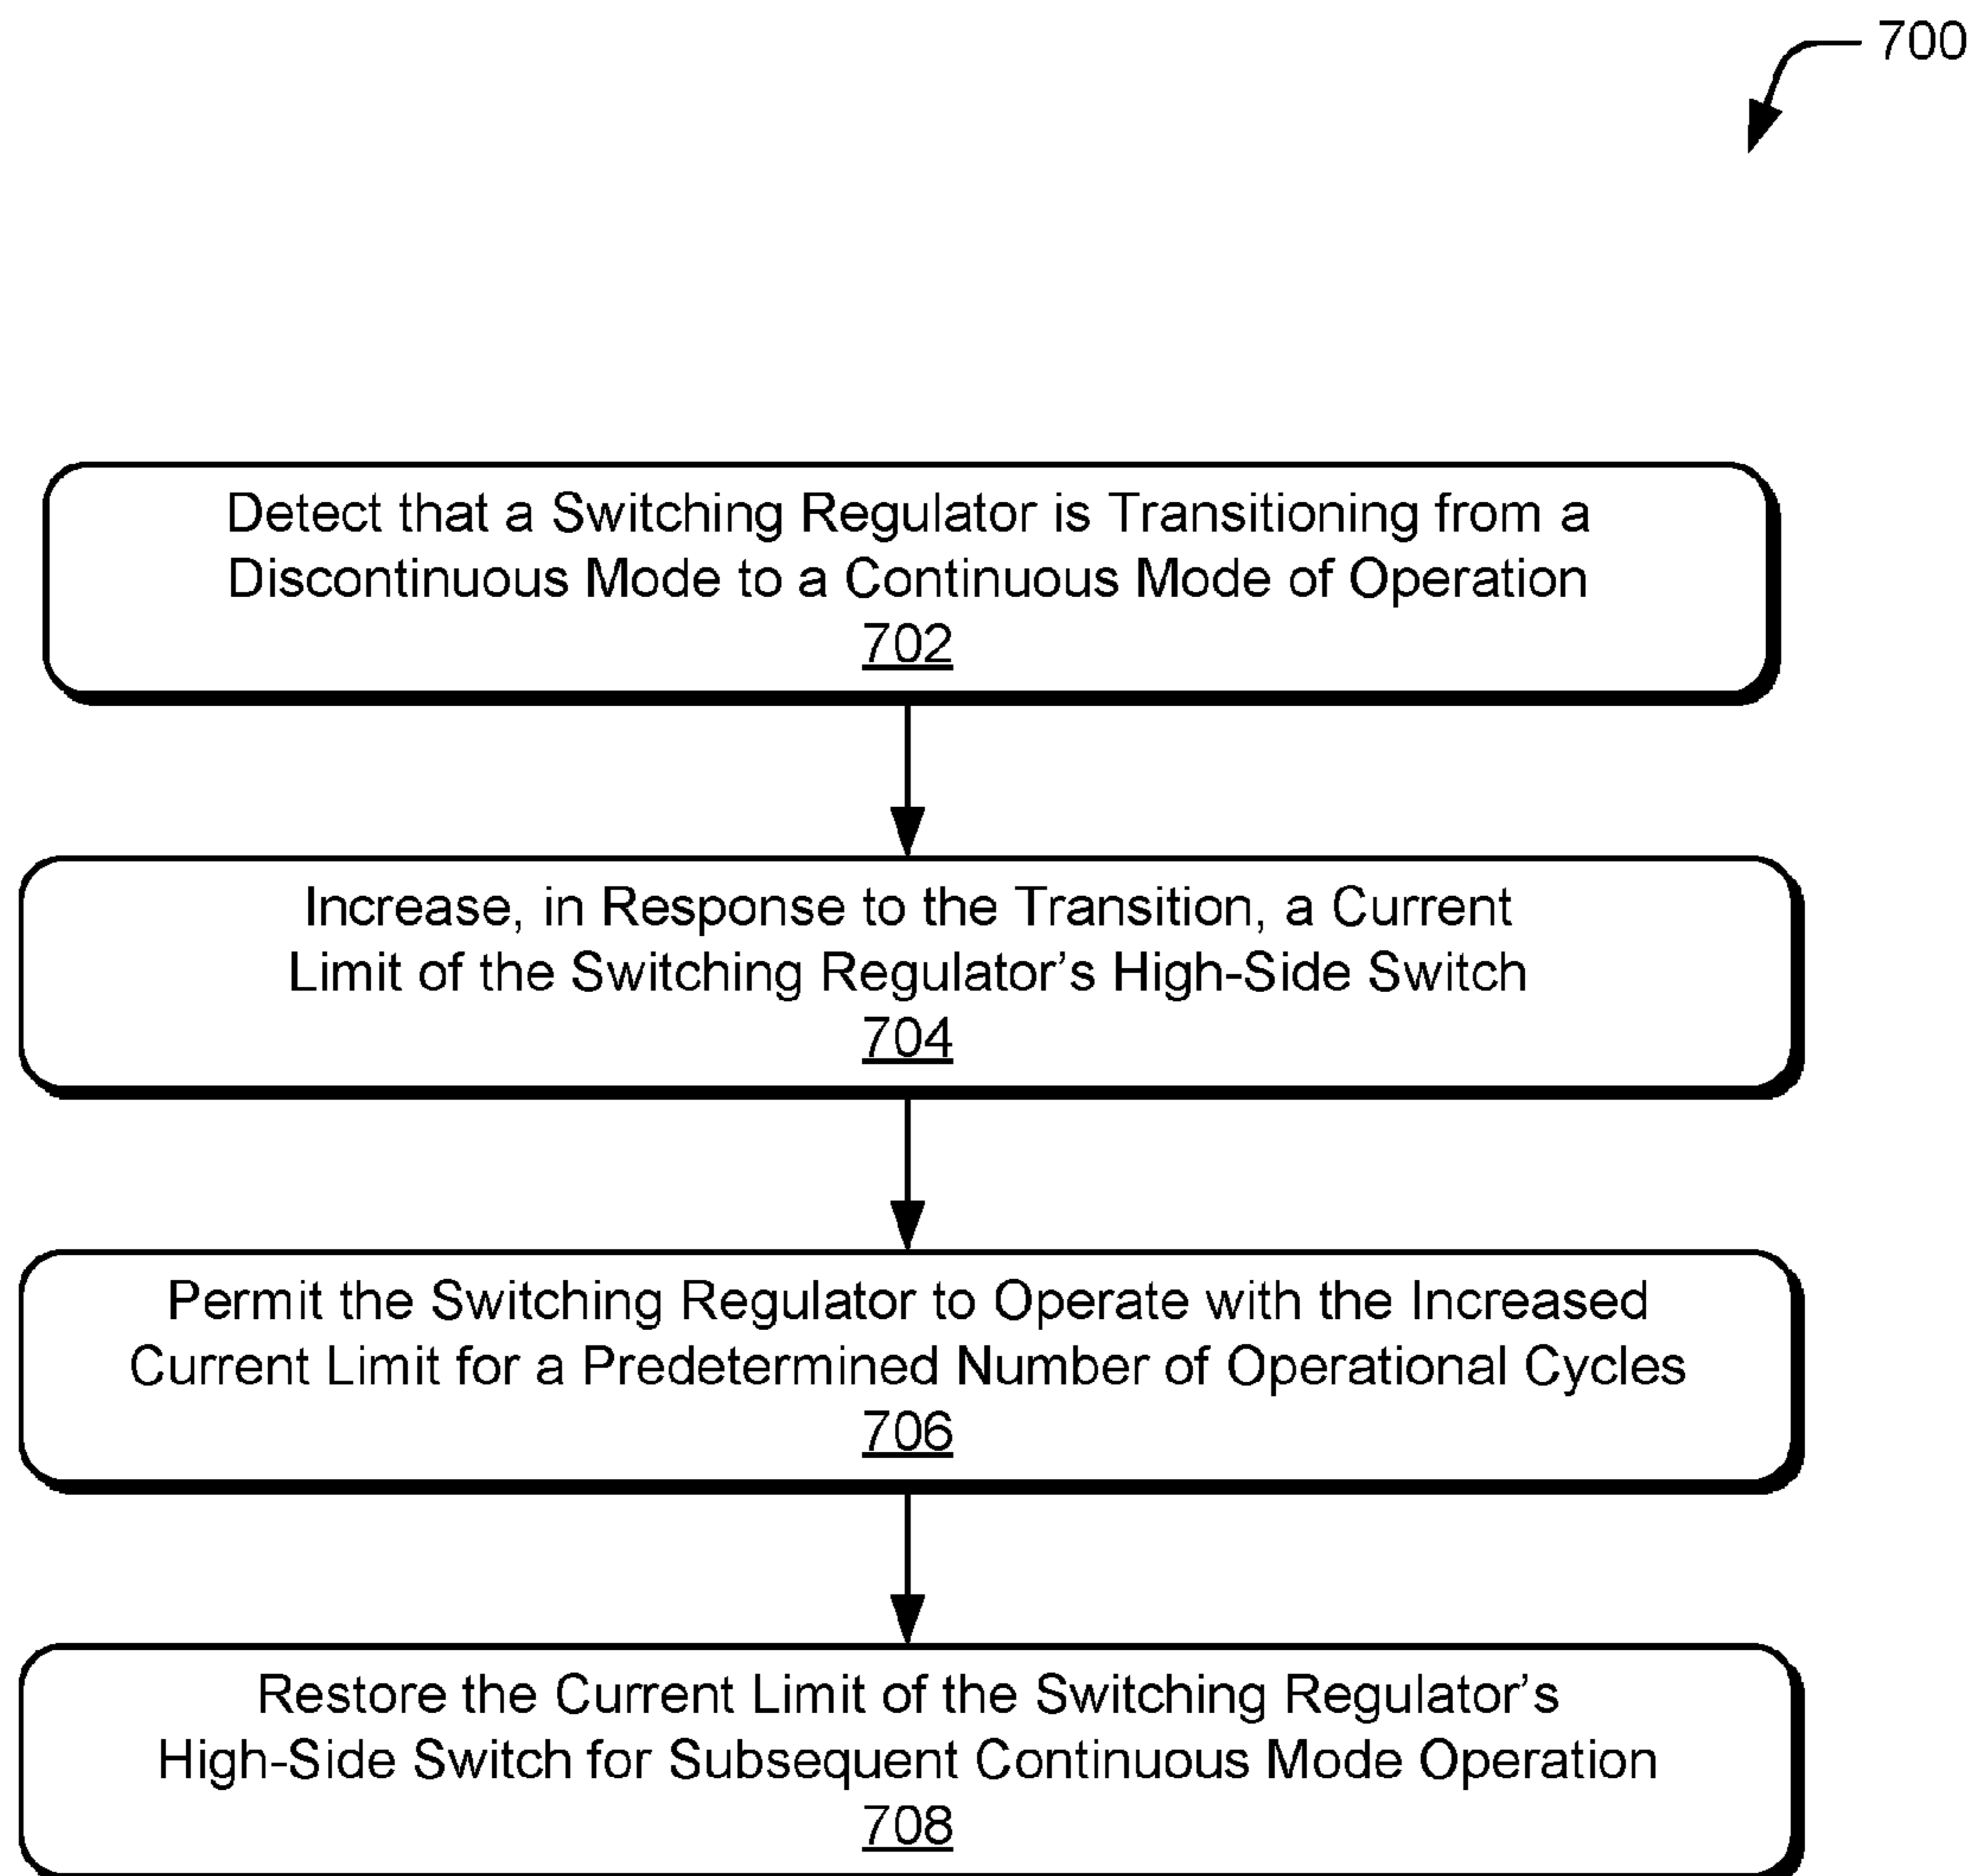 700
Detect that a Switching Regulator is Transitioning from a
Discontinuous Mode to a Continuous Mode of Operation
702
Increase, in Response to the Transition, a Current
Limit of the Switching Regulator’s High-Side Switch
704
Permit the Switching Regulator to Operate with the Increased
Current Limit for a Predetermined Number of Operational Cycles
706
Restore the Current Limit of the Switching Regulator’s
High-Side Switch for Subsequent Continuous Mode Operation
708